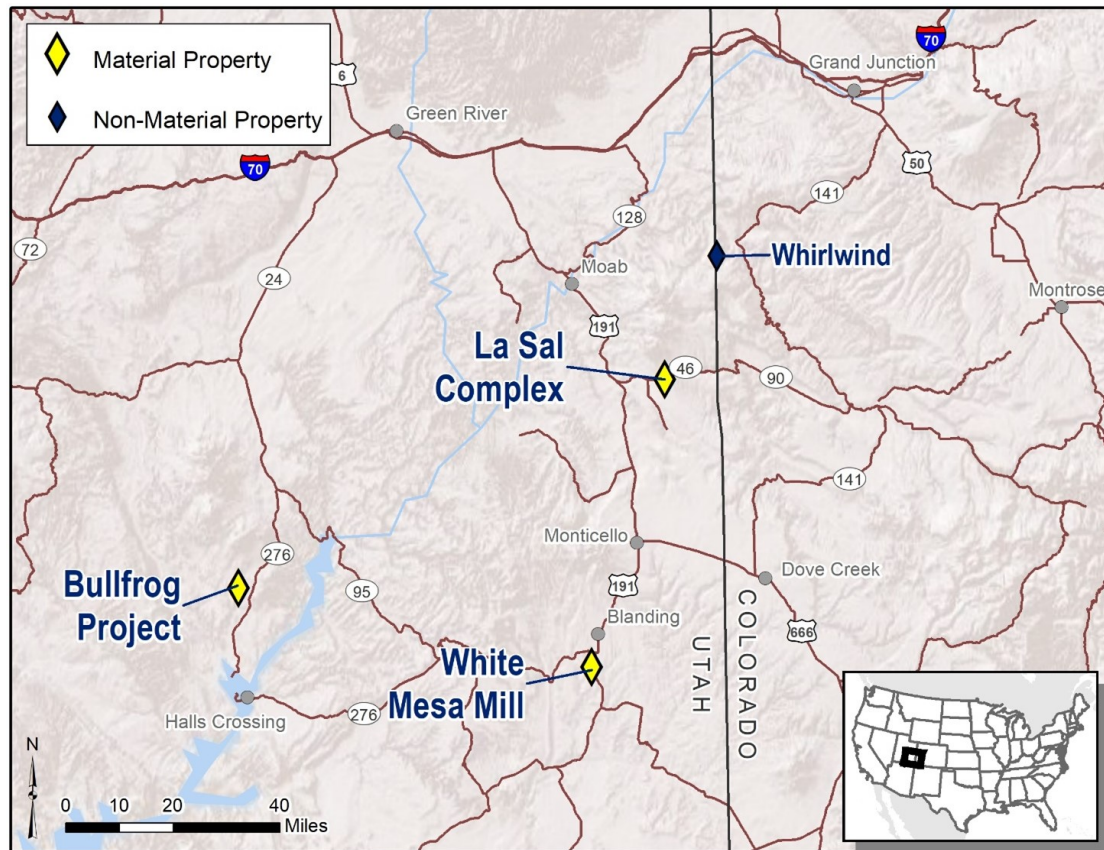 Material Property
Non-Material Property
70
Grand Junction
6
Green River
70
50
141
128
72
24
Whirlwind
Moab
Montrose
191
La Sal
Complex
46
90
141
Monticello
276
Bullfrog
Project
95
191
Dove Creek
Blanding
666
UTAH
COLORADO
White
Mesa Mill
Halls Crossing
276
N
0 10 20 40
Miles